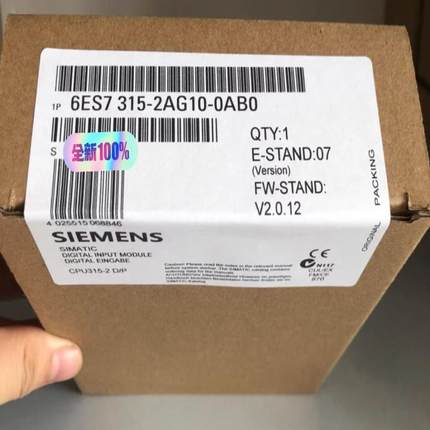 1P 6ES7 315-2AG10-0AB0
QTY:1
S
全新100%
E-STAND:07
(Version)
FW-STAND:
V2.0.12
4 025515 068846
SIEMENS
SIMATIC
DIGITAL INPUT MODULE
DIGITAL EINGABE
CPU315-2 D/P
CE
N117
ORIGINAL PACKING